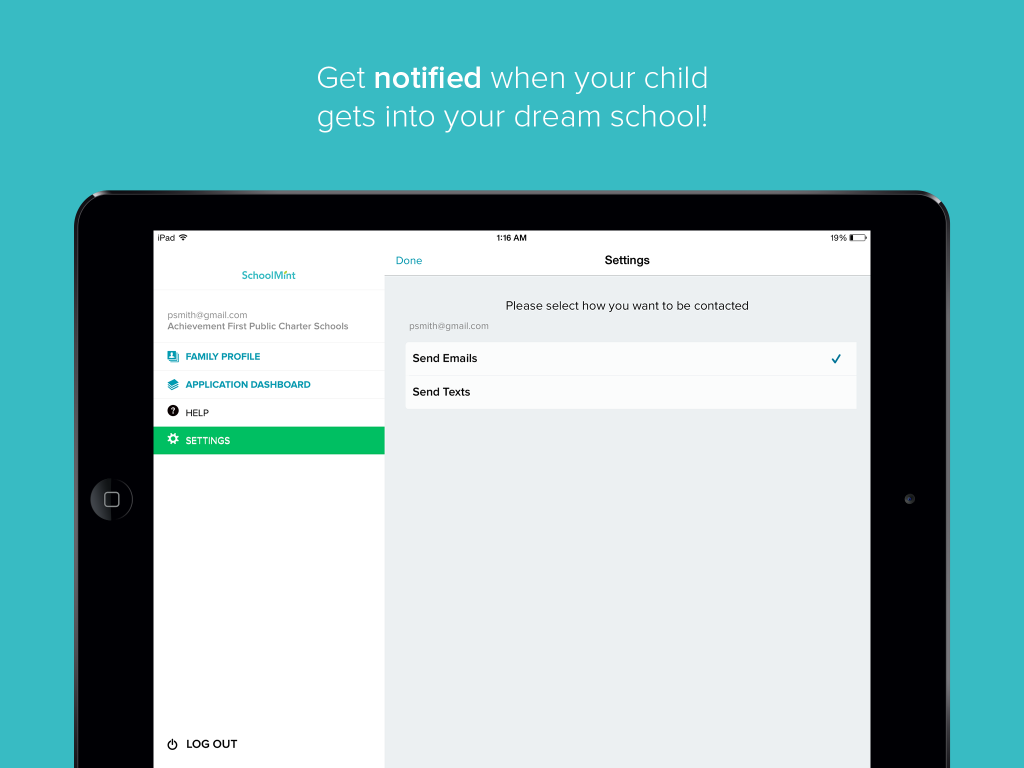 Get notified when your child
gets into your dream school!
iPad
1:16 AM
19%
SchoolMint
psmith@gmail.com
Achievement First Public Charter Schools
FAMILY PROFILE
APPLICATION DASHBOARD
? HELP
SETTINGS
LOG OUT
Done
Settings
Please select how you want to be contacted
psmith@gmail.com
Send Emails
Send Texts